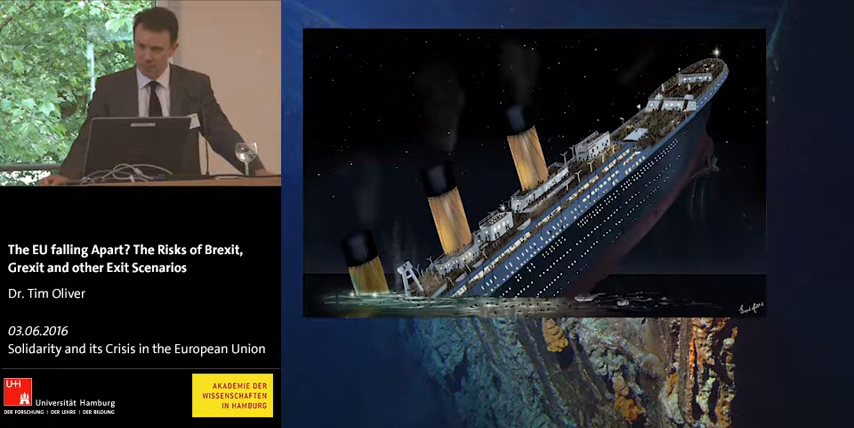 The EU falling Apart? The Risks of Brexit,
Grexit and other Exit Scenarios
Dr. Tim Oliver
03.06.2016
Solidarity and its Crisis in the European Union
UH
Universität Hamburg
DER FORSCHUNG | DER LEHRE | DER BILDUNG
AKADEMIE DER
WISSENSCHAFTEN
IN HAMBURG